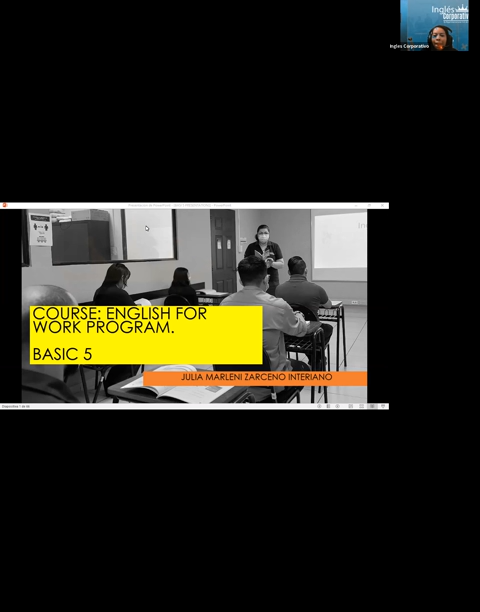 Inglés
Corporativo
Ingles Corporativo
COURSE: ENGLISH FOR
WORK PROGRAM.
BASIC 5
JULIA MARLENI ZARCENO INTERIANO